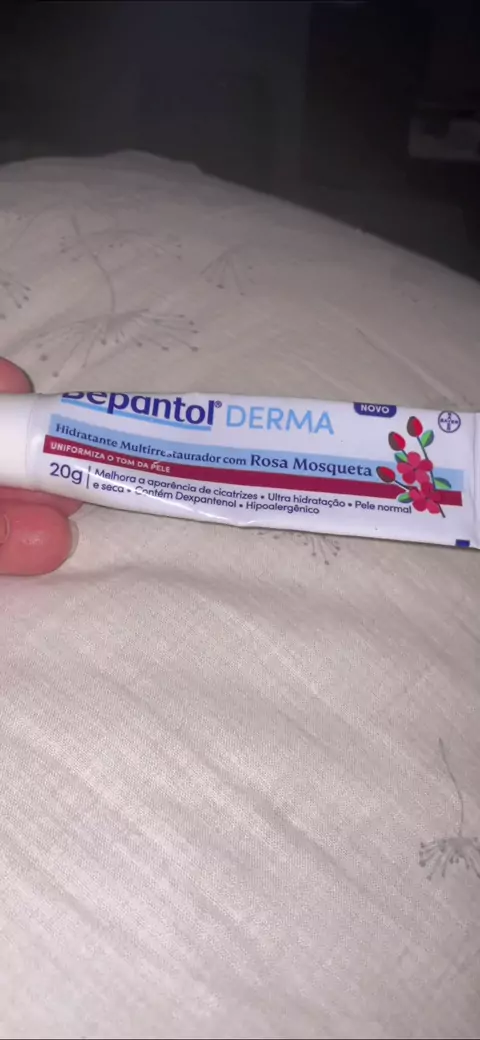 Bepantol® DERMA
NOVO
Hidratante Multirrestaurador com Rosa Mosqueta
UNIFORMIZA O TOM DA PELE
20g
Melhora a aparência de cicatrizes • Ultra hidratação • Pele normal
e seca • Contém Dexpantenol • Hipoalergênico
BAYER